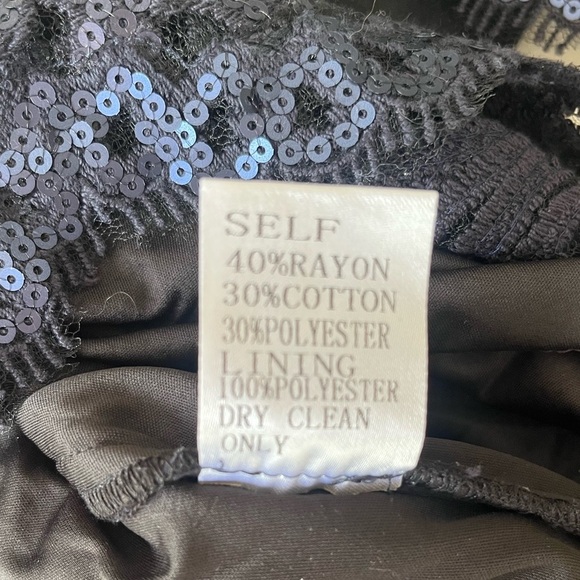 SELF
40%RAYON
30%COTTON
30%POLYESTER
LINING
100%POLYESTER
DRY CLEAN
ONLY